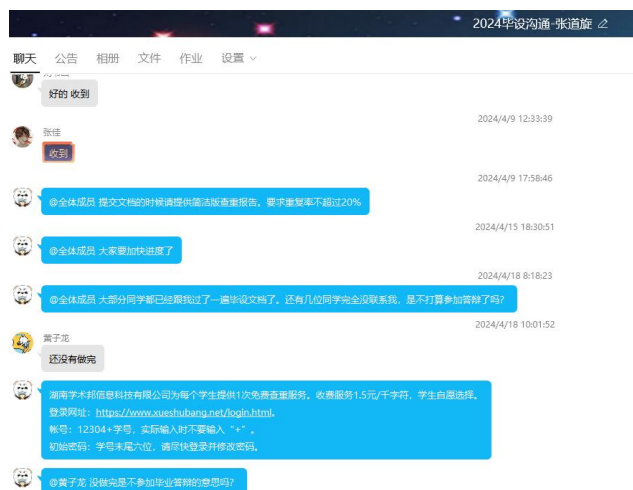 2024毕设沟通-张道旋
聊天 公告 相册 文件 作业 设置
好的 收到
2024/4/9 12:33:39
张佳
收到
2024/4/9 17:58:46
@全体成员 提交文档的时候请提供简洁版查重报告。要求重复率不超过20%
2024/4/15 18:30:51
@全体成员 大家要加快进度了
2024/4/18 8:18:23
@全体成员 大部分同学都已经跟我过了一遍毕设文档了。还有几位同学完全没联系我，是不打算参加答辩了吗？
2024/4/18 10:01:52
黄子龙
还没有做完
湖南学术邦信息科技有限公司为每个学生提供1次免费查重服务。收费服务1.5元/千字符，学生自愿选择。
登录网址：https://www.xueshubang.net/login.html。
帐号：12304+学号，实际输入时不要输入“+”。
初始密码：学号末尾六位，请尽快登录并修改密码。
@黄子龙 没做完是不参加毕业答辩的意思吗？